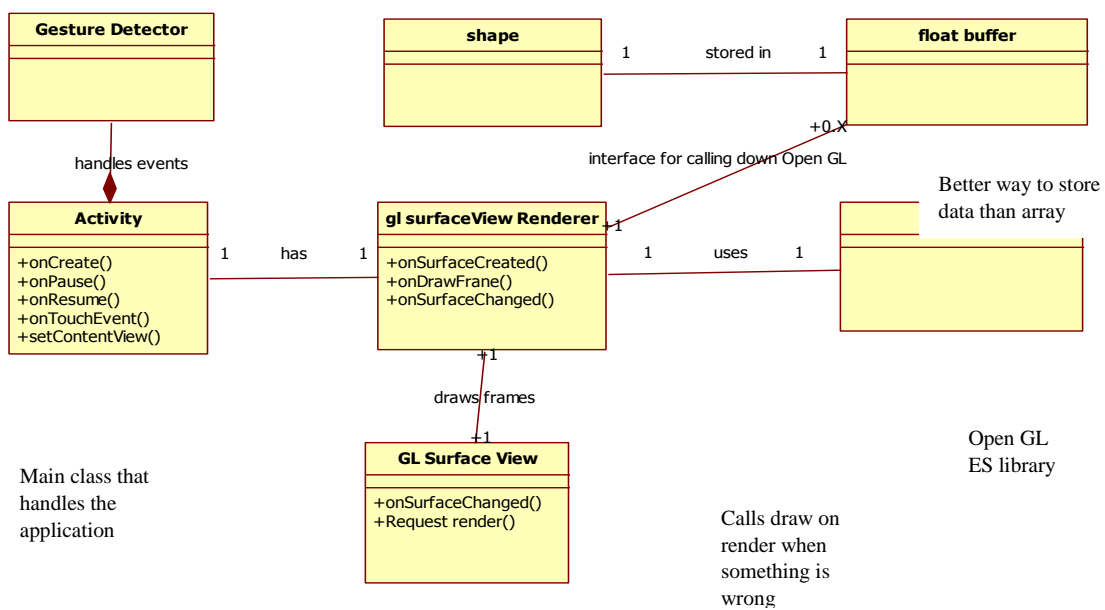 Gesture Detector
shape
float buffer
1 stored in 1
+0.X
handles events
interface for calling down Open GL
Better way to store
data than array
Activity
+onCreate()
+onPause()
+onResume()
+onTouchEvent()
+setContentView()
1 has 1
gl surfaceView Renderer
+onSurfaceCreated()
+onDrawFrane()
+onSurfaceChanged()
+1
1 uses 1
+1
draws frames
+1
GL Surface View
+onSurfaceChanged()
+Request render()
Main class that
handles the
application
Open GL
ES library
Calls draw on
render when
something is
wrong